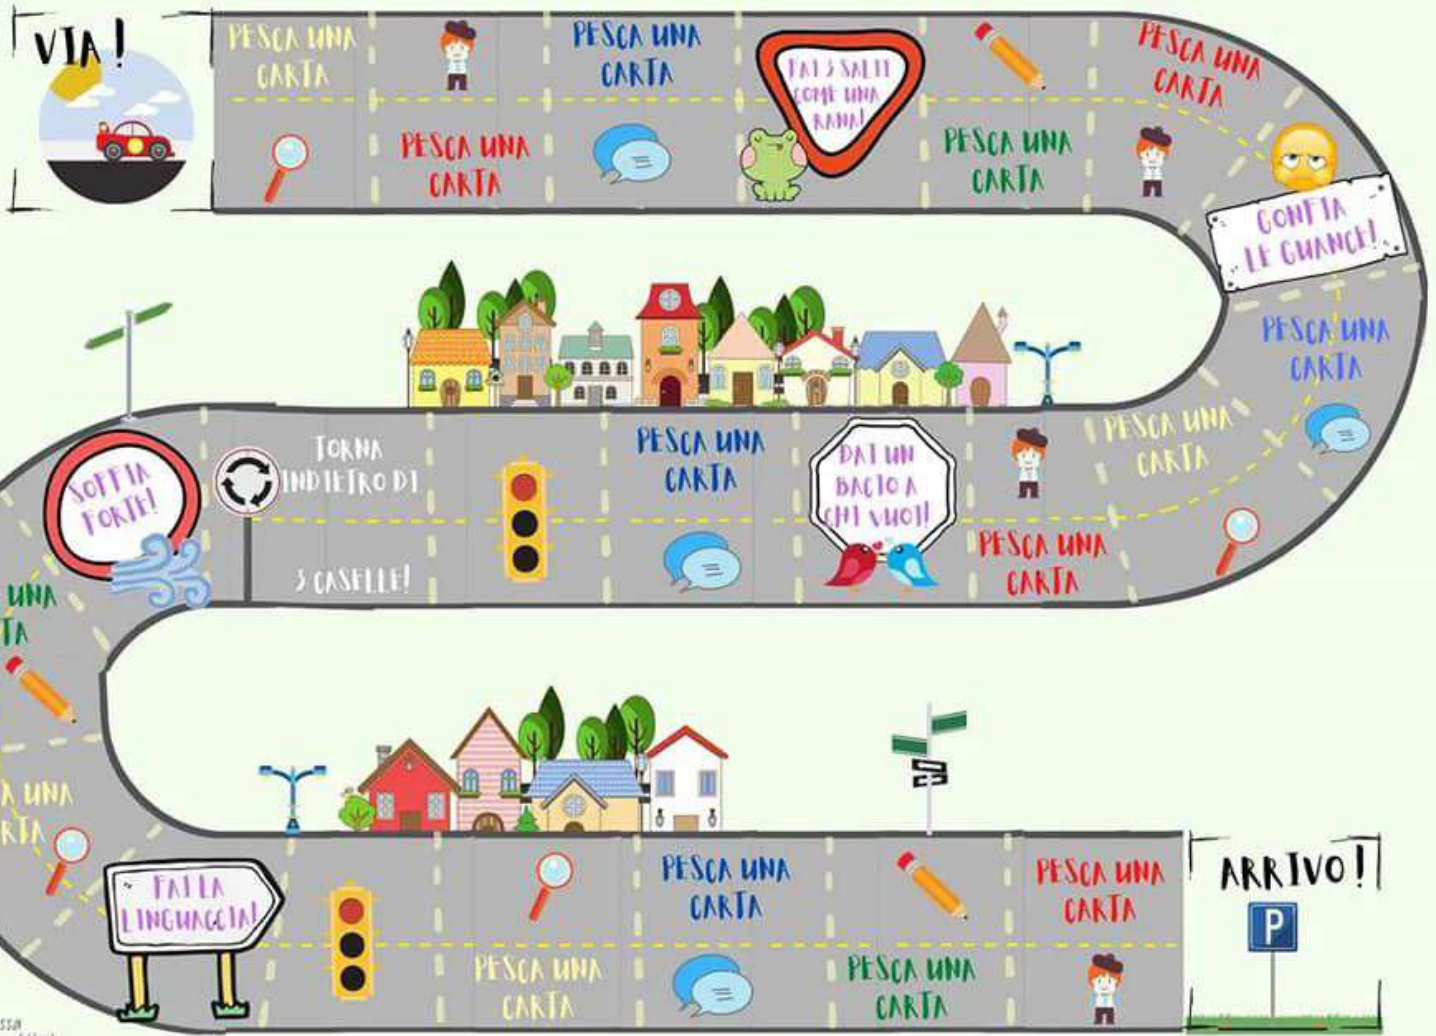 VIA!
PESCA UNA
CARTA
PESCA UNA
CARTA
PESCA UNA
CARTA
FAI 3 SALTI
COME UNA
RANA!
PESCA UNA
CARTA
PESCA UNA
CARTA
GONFIA
LE GUANCE!
PESCA UNA
CARTA
PESCA UNA
CARTA
PESCA UNA
CARTA
DAI UN
BACIO A
CHI VUOI!
PESCA UNA
CARTA
TORNA
INDIETRO DI
3 CASELLE!
SOFFIA
FORTE!
UNA
TA
A UNA
RTA
FAI LA
LINGUACCIA!
PESCA UNA
CARTA
PESCA UNA
CARTA
PESCA UNA
CARTA
PESCA UNA
CARTA
ARRIVO!
P